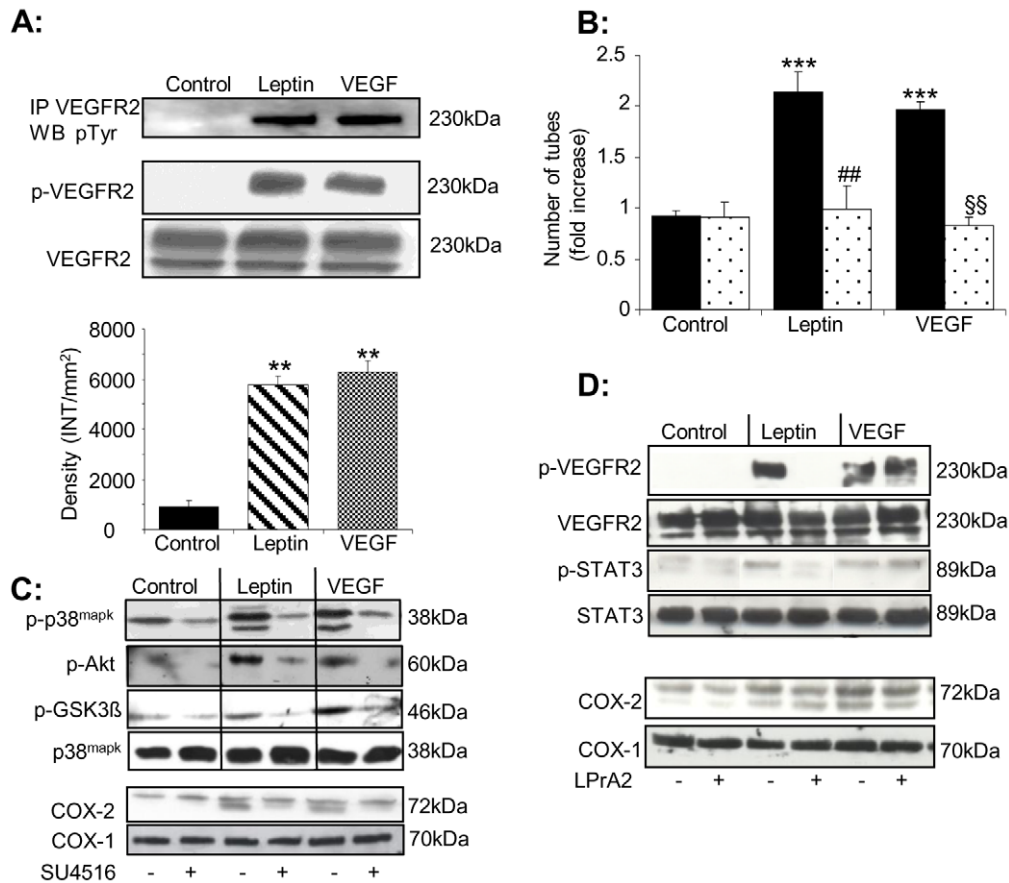 A:
Control Leptin VEGF
IP VEGFR2
WB pTyr
230kDa
p-VEGFR2
230kDa
VEGFR2
230kDa
Density (INT/mm²)
8000
6000
4000
2000
0
**
**
Control Leptin VEGF
B:
Number of tubes
(fold increase)
2.5
2
1.5
1
0.5
0
***
##
***
§§
Control Leptin VEGF
C:
Control Leptin VEGF
p-p38ᵐᵃᵖᵏ 38kDa
p-Akt 60kDa
p-GSK3ß 46kDa
p38ᵐᵃᵖᵏ 38kDa
COX-2 72kDa
COX-1 70kDa
SU4516 - + - + - +
D:
Control Leptin VEGF
p-VEGFR2 230kDa
VEGFR2 230kDa
p-STAT3 89kDa
STAT3 89kDa
COX-2 72kDa
COX-1 70kDa
LPrA2 - + - + - +